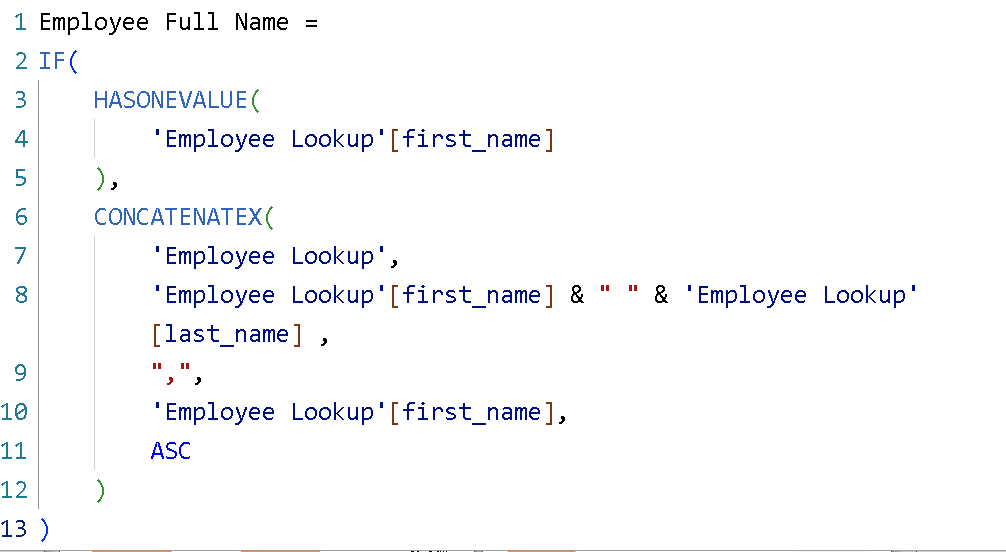 1 Employee Full Name =
2 IF(
3 HASONEVALUE(
4 'Employee Lookup'[first_name]
5 ),
6 CONCATENATEX(
7 'Employee Lookup',
8 'Employee Lookup'[first_name] & " " & 'Employee Lookup'
[last_name] ,
9 ",",
10 'Employee Lookup'[first_name],
11 ASC
12 )
13 )